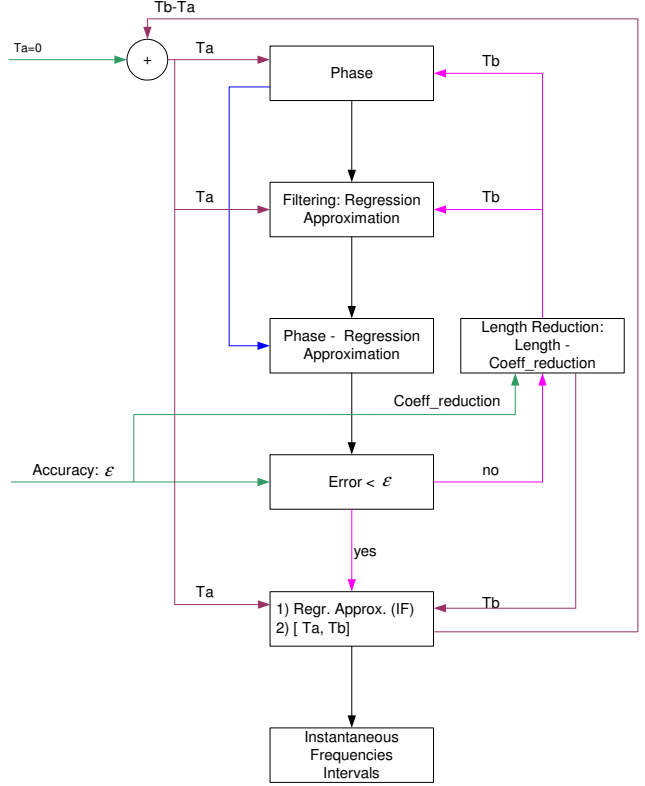 Tb-Ta
Ta=0
+
Ta
Phase
Tb
Ta
Filtering: Regression
Approximation
Tb
Phase - Regression
Approximation
Length Reduction:
Length -
Coeff_reduction
Coeff_reduction
Accuracy: ε
Error < ε
no
yes
Ta
1) Regr. Approx. (IF)
2) [ Ta, Tb]
Tb
Instantaneous
Frequencies
Intervals